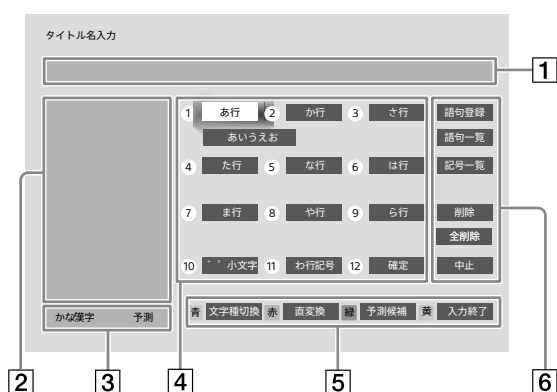 タイトル名入力
1
1 あ行 2 か行 3 さ行 語句登録
あいうえお 語句一覧
4 た行 5 な行 6 は行 記号一覧
7 ま行 8 や行 9 ら行 削除
全削除
10 ゛゜小文字 11 わ行記号 12 確定 中止
かな漢字 予測 青 文字種切換 赤 直変換 緑 予測候補 黄 入力終了
2 3 4 5 6